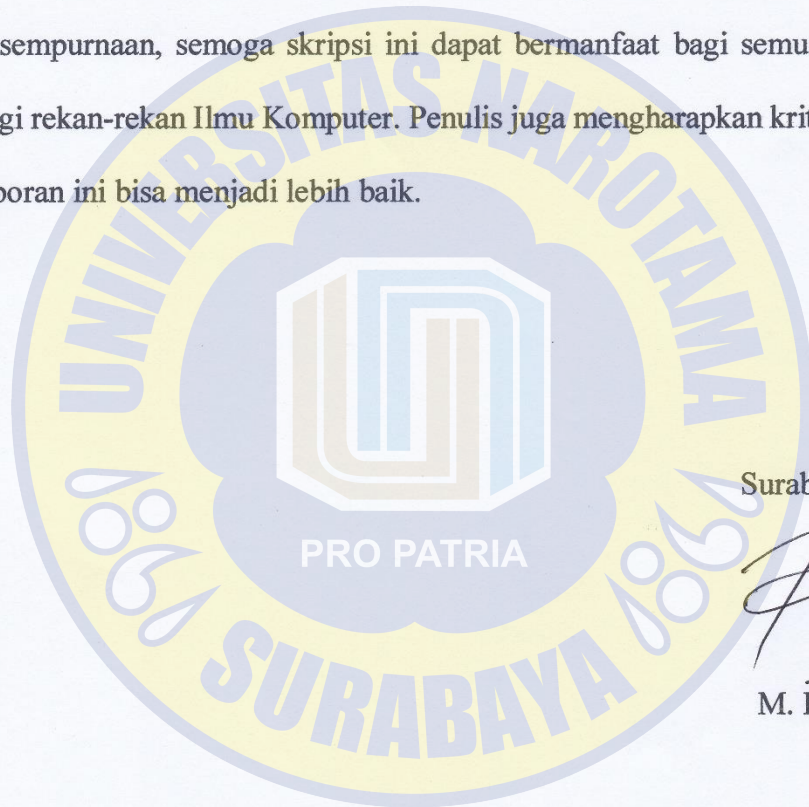 sempurnaan, semoga skripsi ini dapat bermanfaat bagi semu
gi rekan-rekan Ilmu Komputer. Penulis juga mengharapkan krit
poran ini bisa menjadi lebih baik.
UNIVERSITAS NAROTAMA
PRO PATRIA
SURABAYA
Surab
M.